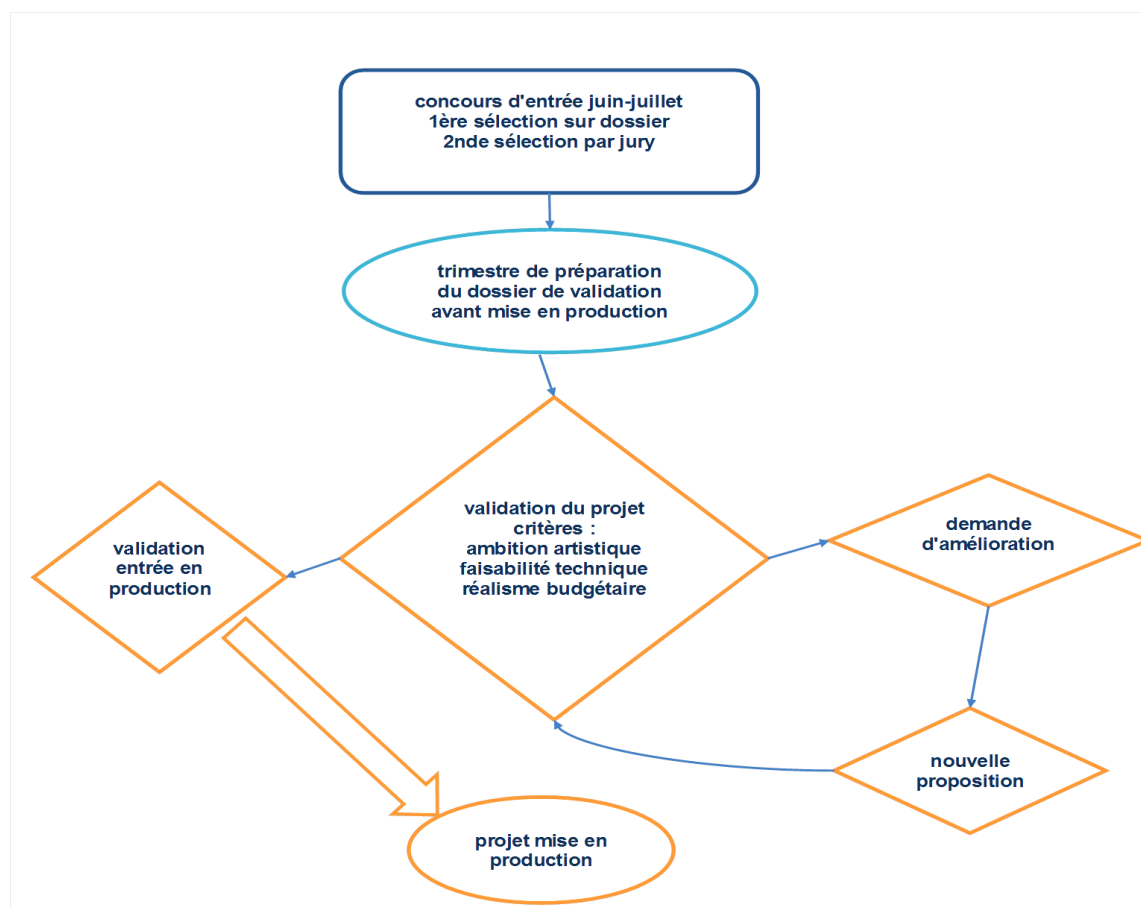 concours d'entrée juin-juillet
1ère sélection sur dossier
2nde sélection par jury
trimestre de préparation
du dossier de validation
avant mise en production
validation du projet
critères :
ambition artistique
faisabilité technique
réalisme budgétaire
validation
entrée en
production
demande
d'amélioration
nouvelle
proposition
projet mise en
production